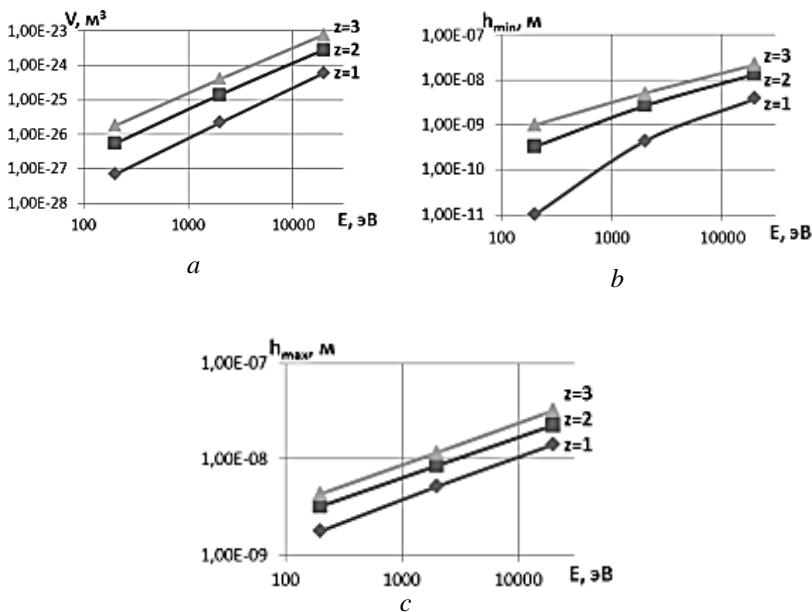 V, м³
1,00E-23
1,00E-24
1,00E-25
1,00E-26
1,00E-27
1,00E-28
z=3
z=2
z=1
100
1000
10000
E, эВ
a
h_min, м
1,00E-07
1,00E-08
1,00E-09
1,00E-10
1,00E-11
z=3
z=2
z=1
100
1000
10000
E, эВ
b
h_max, м
1,00E-07
1,00E-08
1,00E-09
z=3
z=2
z=1
100
1000
10000
E, эВ
c